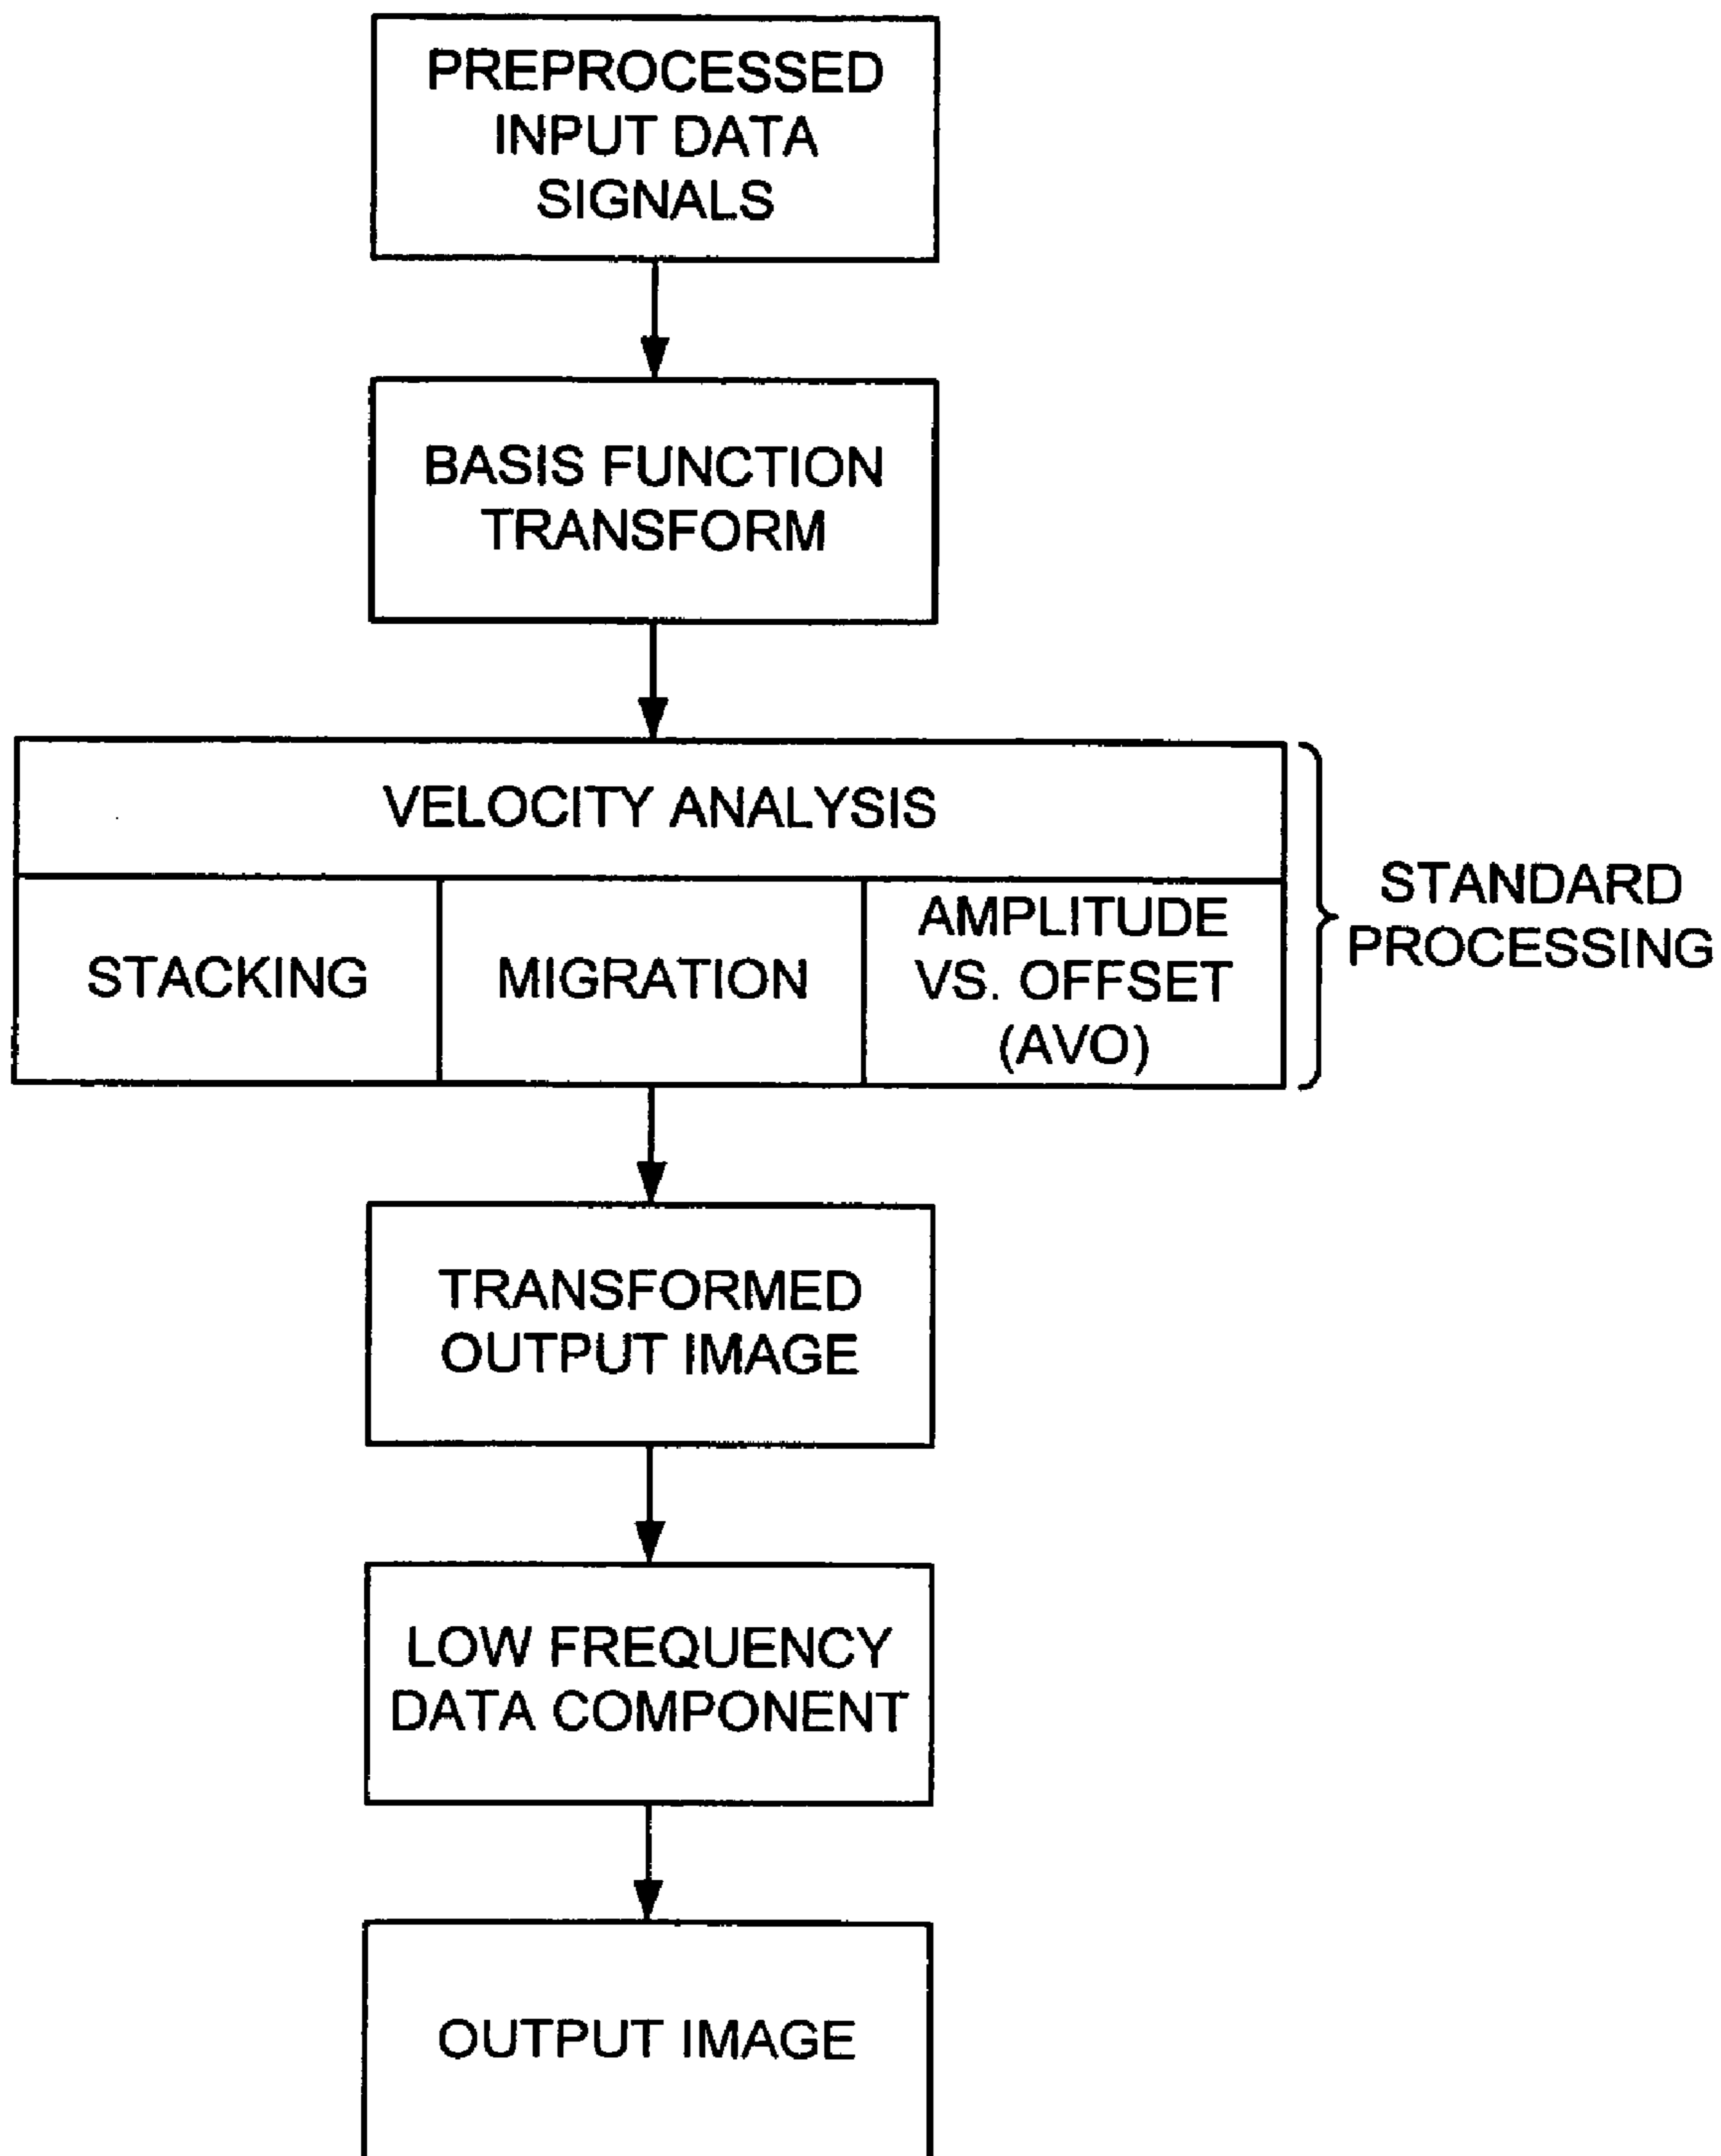 PREPROCESSED
INPUT DATA
SIGNALS
BASIS FUNCTION
TRANSFORM
VELOCITY ANALYSIS
STACKING
MIGRATION
AMPLITUDE
VS. OFFSET
(AVO)
STANDARD
PROCESSING
TRANSFORMED
OUTPUT IMAGE
LOW FREQUENCY
DATA COMPONENT
OUTPUT IMAGE